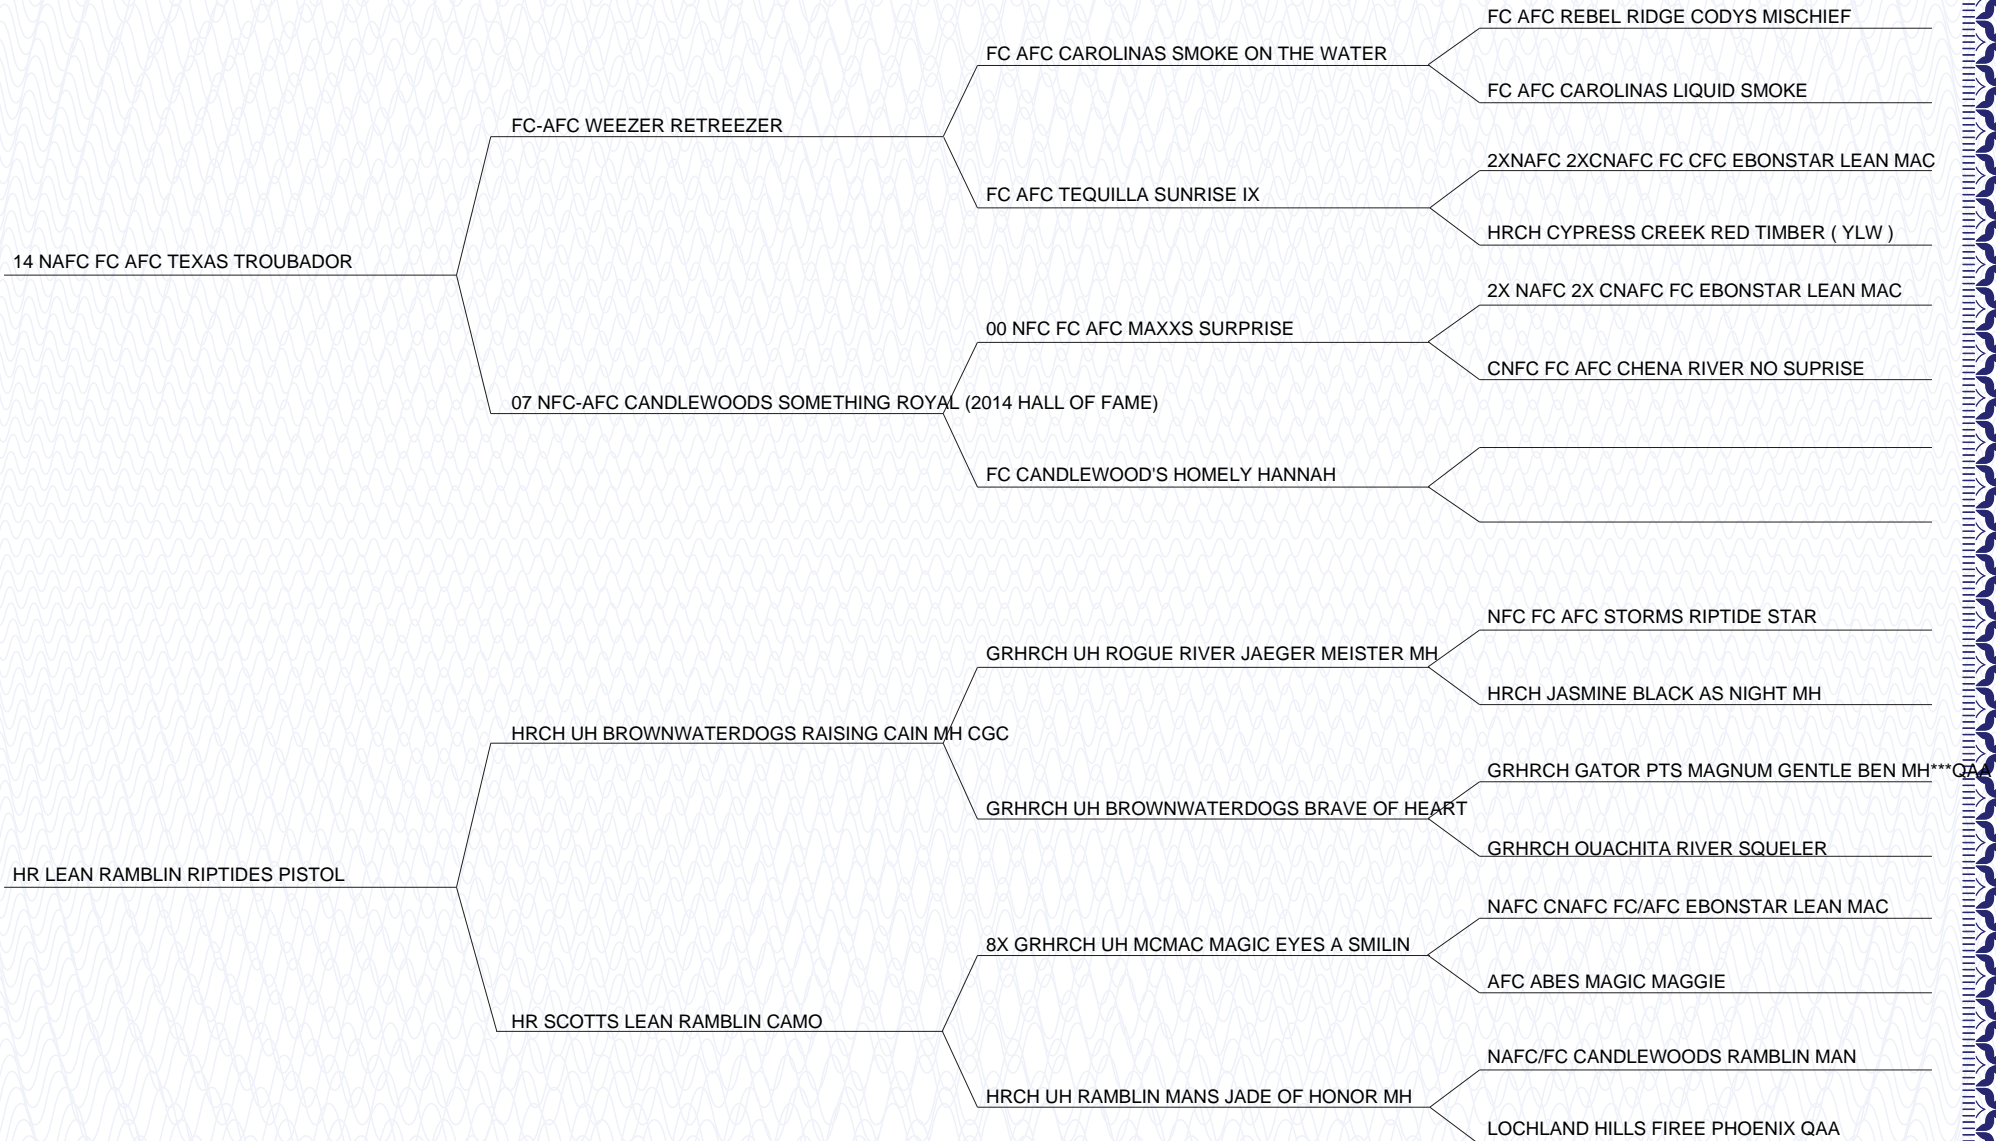 FC AFC REBEL RIDGE CODYS MISCHIEF
FC AFC CAROLINAS SMOKE ON THE WATER
FC AFC CAROLINAS LIQUID SMOKE
FC-AFC WEEZER RETREEZER
2XNAFC 2XCNAFC FC CFC EBONSTAR LEAN MAC
FC AFC TEQUILLA SUNRISE IX
HRCH CYPRESS CREEK RED TIMBER ( YLW )
14 NAFC FC AFC TEXAS TROUBADOR
2X NAFC 2X CNAFC FC EBONSTAR LEAN MAC
00 NFC FC AFC MAXXS SURPRISE
CNFC FC AFC CHENA RIVER NO SUPRISE
07 NFC-AFC CANDLEWOODS SOMETHING ROYAL (2014 HALL OF FAME)
FC CANDLEWOOD'S HOMELY HANNAH
NFC FC AFC STORMS RIPTIDE STAR
GRHRCH UH ROGUE RIVER JAEGER MEISTER MH
HRCH JASMINE BLACK AS NIGHT MH
HRCH UH BROWNWATERDOGS RAISING CAIN MH CGC
GRHRCH GATOR PTS MAGNUM GENTLE BEN MH***QAA
GRHRCH UH BROWNWATERDOGS BRAVE OF HEART
GRHRCH OUACHITA RIVER SQUELER
HR LEAN RAMBLIN RIPTIDES PISTOL
NAFC CNAFC FC/AFC EBONSTAR LEAN MAC
8X GRHRCH UH MCMAC MAGIC EYES A SMILIN
AFC ABES MAGIC MAGGIE
HR SCOTTS LEAN RAMBLIN CAMO
NAFC/FC CANDLEWOODS RAMBLIN MAN
HRCH UH RAMBLIN MANS JADE OF HONOR MH
LOCHLAND HILLS FIREE PHOENIX QAA